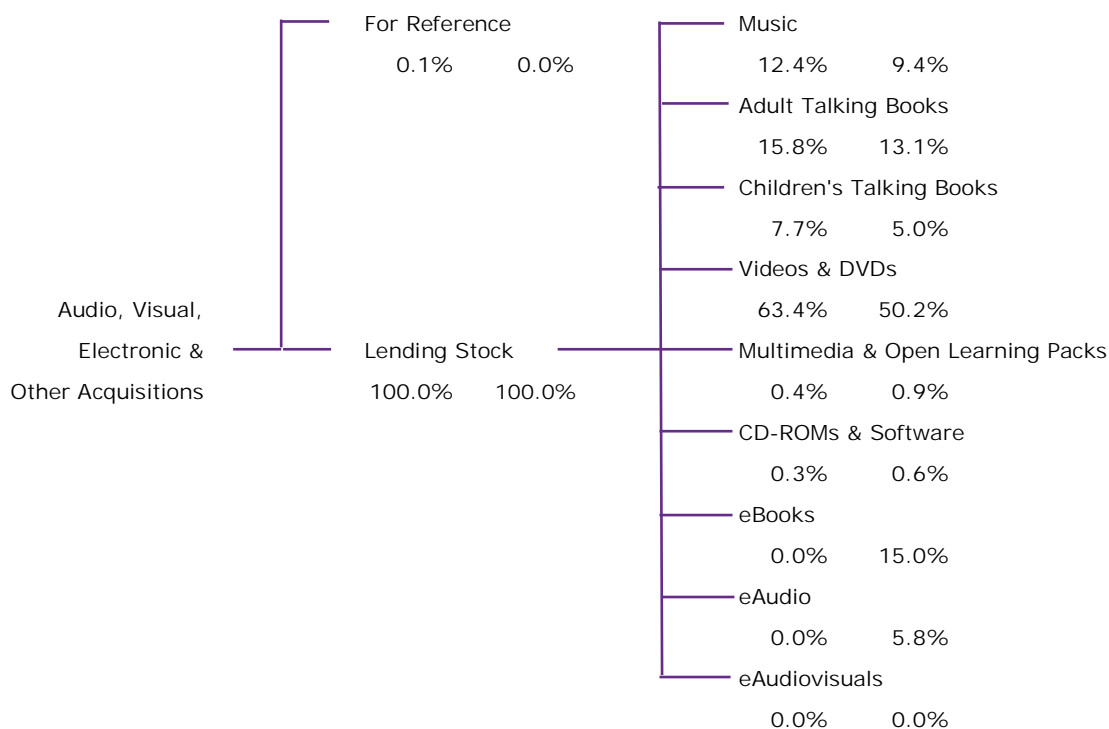 For Reference
0.1% 0.0%
Audio, Visual,
Electronic &
Other Acquisitions
Lending Stock
100.0% 100.0%
Music
12.4% 9.4%
Adult Talking Books
15.8% 13.1%
Children's Talking Books
7.7% 5.0%
Videos & DVDs
63.4% 50.2%
Multimedia & Open Learning Packs
0.4% 0.9%
CD-ROMs & Software
0.3% 0.6%
eBooks
0.0% 15.0%
eAudio
0.0% 5.8%
eAudiovisuals
0.0% 0.0%